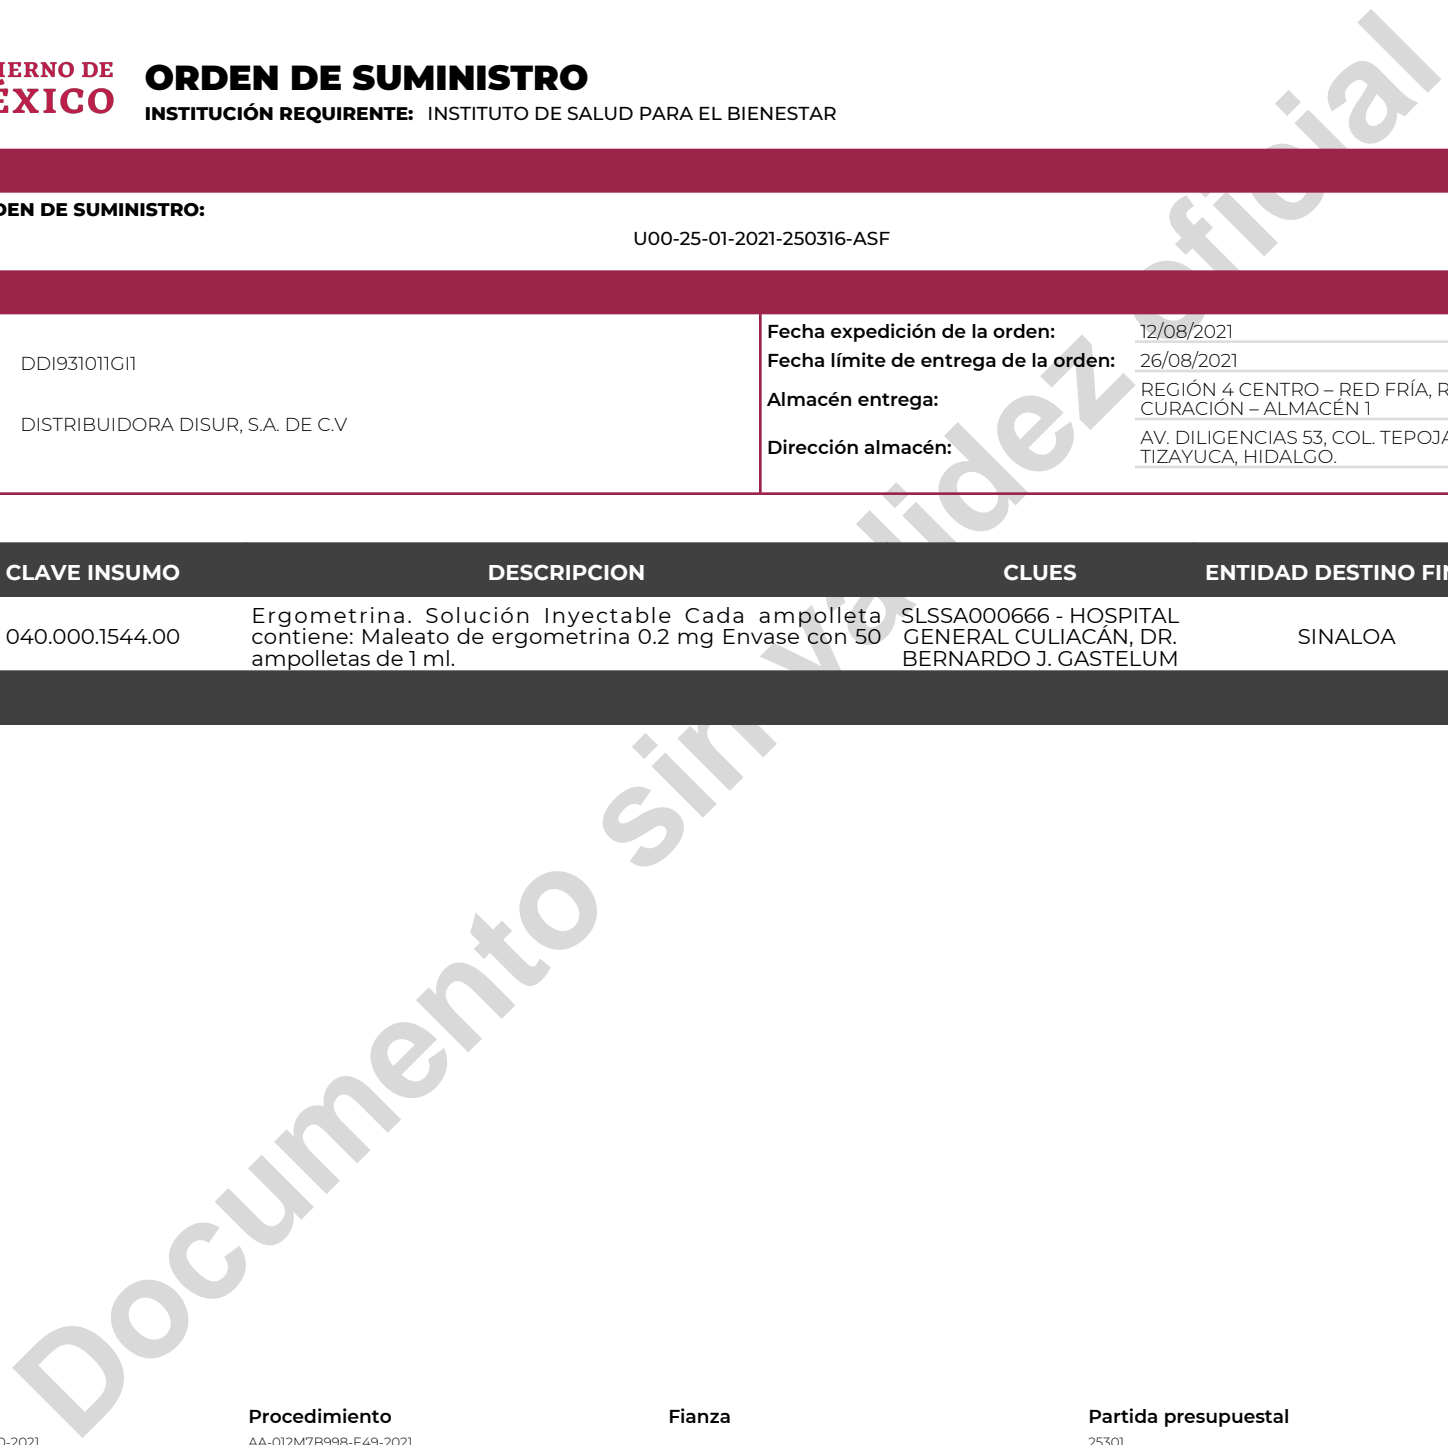 IERNO DE
ÉXICO
ORDEN DE SUMINISTRO
INSTITUCIÓN REQUIRENTE: INSTITUTO DE SALUD PARA EL BIENESTAR
DEN DE SUMINISTRO:
U00-25-01-2021-250316-ASF
DDI931011GI1
DISTRIBUIDORA DISUR, S.A. DE C.V
Fecha expedición de la orden: 12/08/2021
Fecha límite de entrega de la orden: 26/08/2021
Almacén entrega: REGIÓN 4 CENTRO – RED FRÍA, R
CURACIÓN – ALMACÉN 1
Dirección almacén: AV. DILIGENCIAS 53, COL. TEPOJA
TIZAYUCA, HIDALGO.
CLAVE INSUMO DESCRIPCION CLUES ENTIDAD DESTINO FIN
040.000.1544.00
Ergometrina. Solución Inyectable Cada ampolleta
contiene: Maleato de ergometrina 0.2 mg Envase con 50
ampolletas de 1 ml.
SLSSA000666 - HOSPITAL
GENERAL CULIACÁN, DR.
BERNARDO J. GASTELUM
SINALOA
Documento sin validez oficial
Procedimiento Fianza Partida presupuestal
0-2021 AA-012M7B998-E49-2021 25301